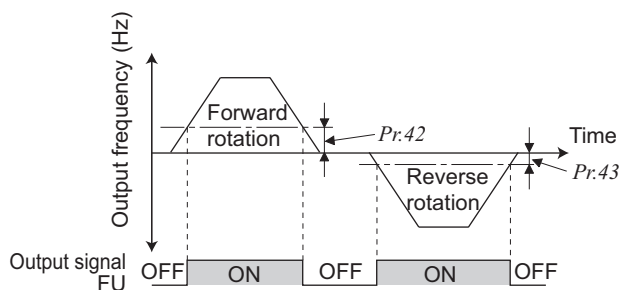 Output frequency (Hz)
Forward
rotation
Pr.42
Time
Pr.43
Reverse
rotation
Output signal
FU
OFF
ON
OFF
ON
OFF